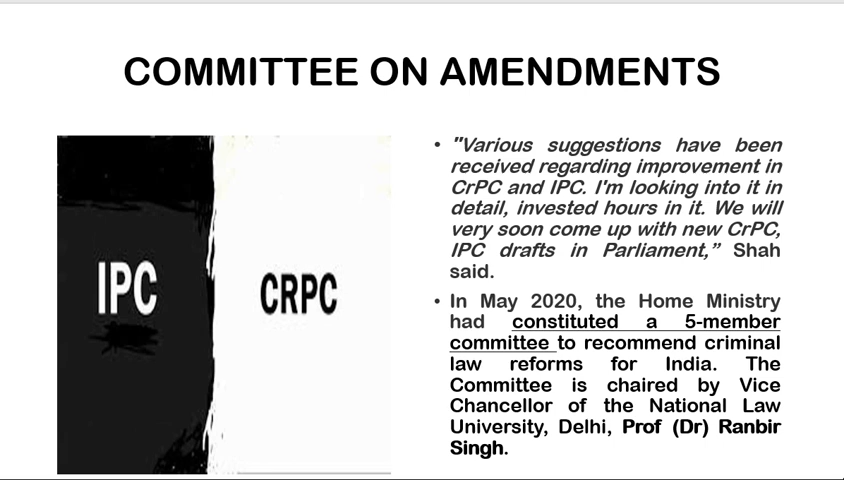 COMMITTEE ON AMENDMENTS
IPC
CRPC
• "Various suggestions have been
received regarding improvement in
CrPC and IPC. I'm looking into it in
detail, invested hours in it. We will
very soon come up with new CrPC,
IPC drafts in Parliament,” Shah
said.
• In May 2020, the Home Ministry
had constituted a 5-member
committee to recommend criminal
law reforms for India. The
Committee is chaired by Vice
Chancellor of the National Law
University, Delhi, Prof (Dr) Ranbir
Singh.